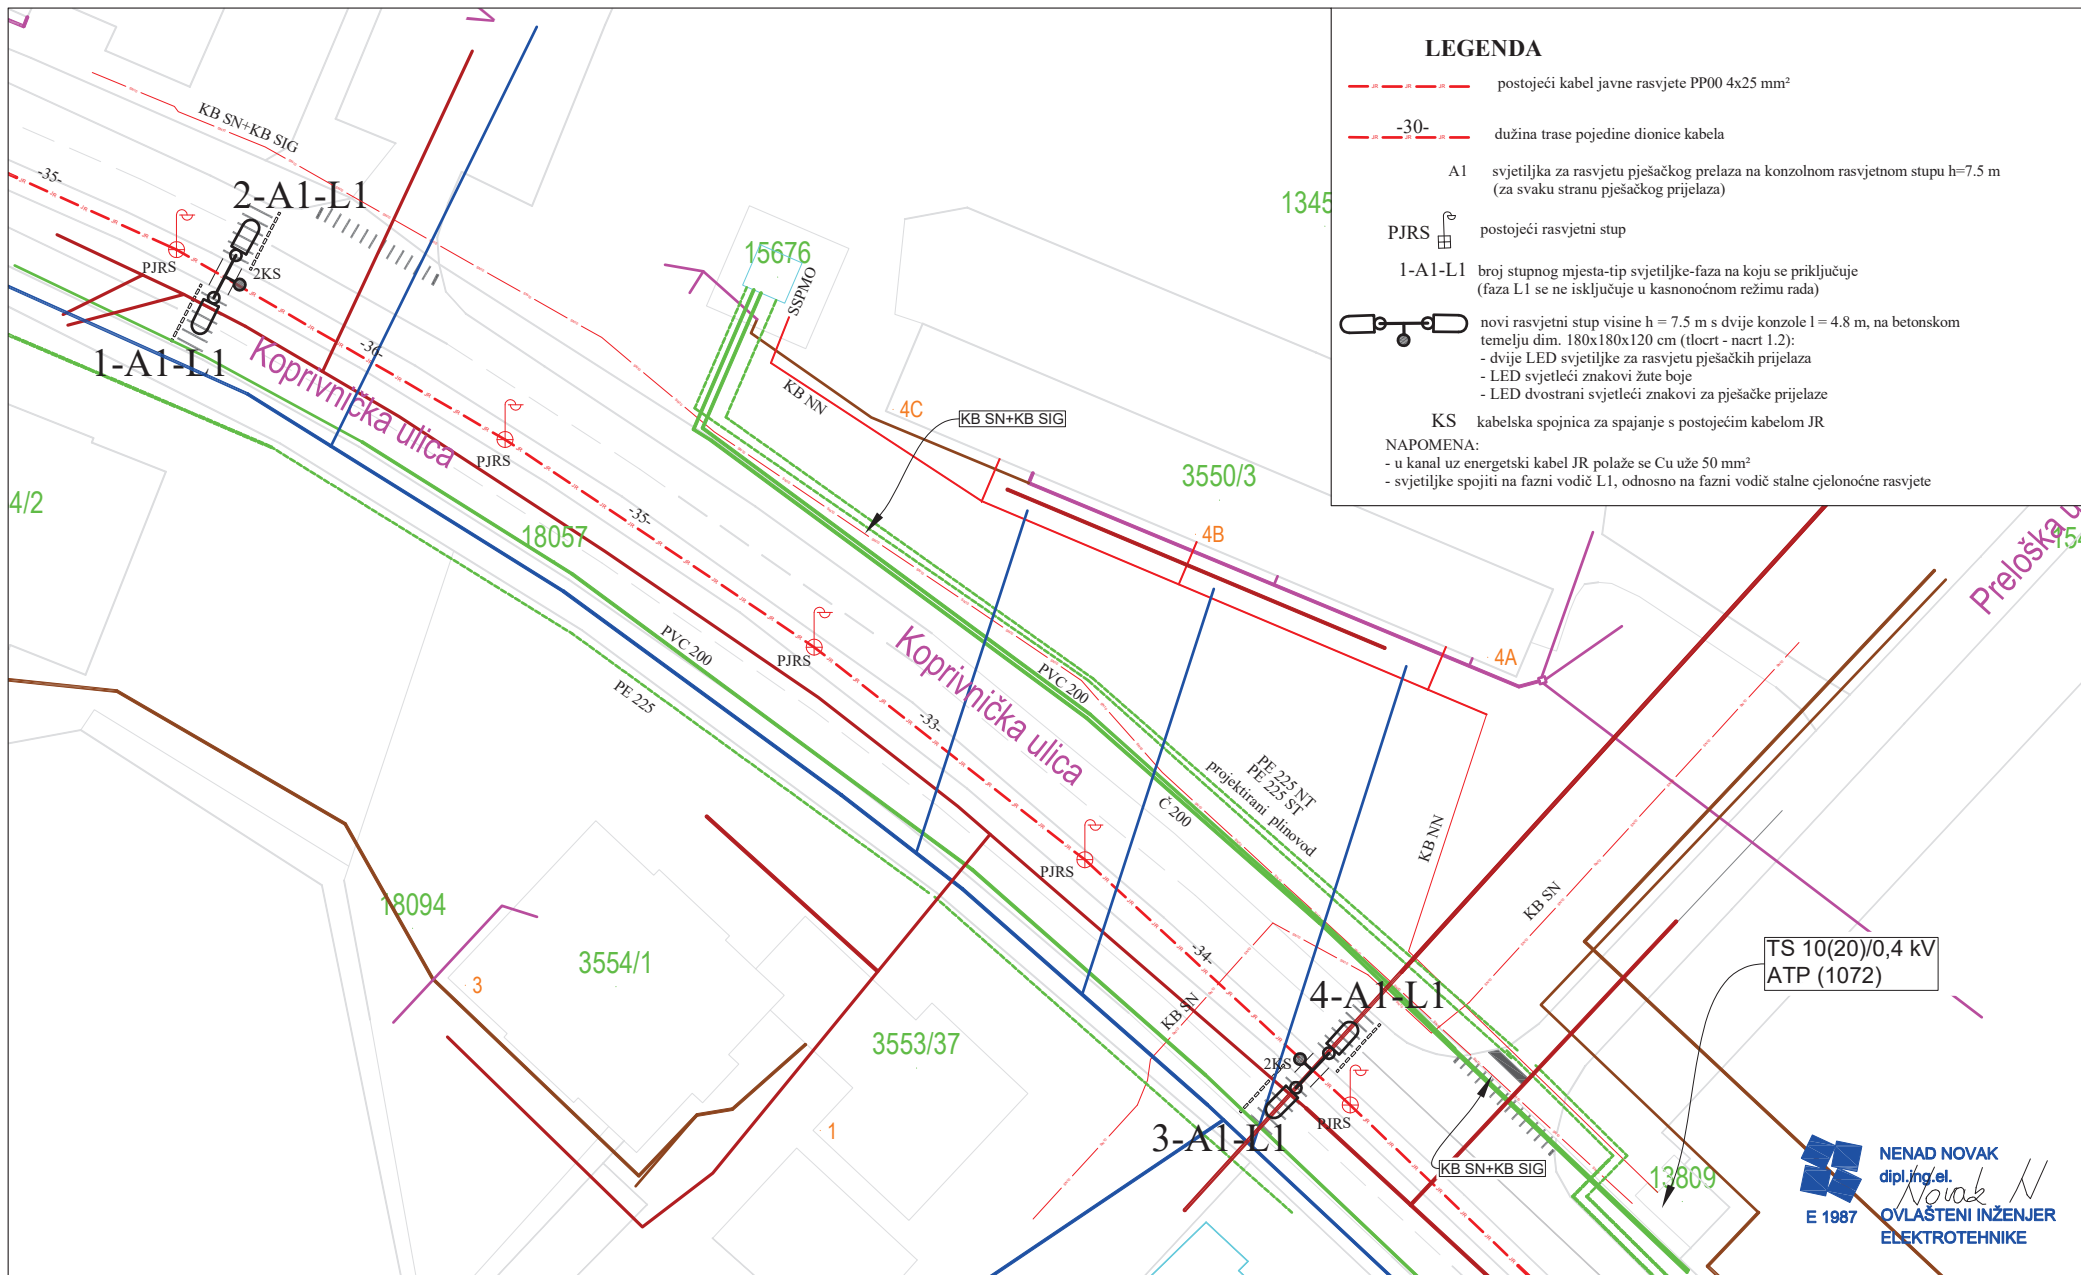 LEGENDA
postojeći kabel javne rasvjete PP00 4x25 mm²
-30-
dužina trase pojedine dionice kabela
A1
svjetiljka za rasvjetu pješačkog prelaza na konzolnom rasvjetnom stupu h=7.5 m
(za svaku stranu pješačkog prijelaza)
PJRS
postojeći rasvjetni stup
1-A1-L1
broj stupnog mjesta-tip svjetiljke-faza na koju se priključuje
(faza L1 se ne isključuje u kasnonoćnom režimu rada)
novi rasvjetni stup visine h = 7.5 m s dvije konzole l = 4.8 m, na betonskom
temelju dim. 180x180x120 cm (tlocrt - nacrt 1.2):
- dvije LED svjetiljke za rasvjetu pješačkih prijelaza
- LED svjetleći znakovi žute boje
- LED dvostrani svjetleći znakovi za pješačke prijelaze
KS
kabelska spojnica za spajanje s postojećim kabelom JR
NAPOMENA:
- u kanal uz energetski kabel JR polaže se Cu uže 50 mm²
- svjetiljke spojiti na fazni vodič L1, odnosno na fazni vodič stalne cjelonoćne rasvjete
KB SN+KB SIG
-35-
2-A1-L1
PJRS
2KS
1-A1-L1
-36-
Koprivnička ulica
PJRS
15676
SSPMO
1345
KB NN
4C
KB SN+KB SIG
3550/3
4B
4/2
18057
-35-
PVC 200
PE 225
PJRS
Koprivnička ulica
-33-
PVC 200
4A
Preloška u
154
PE 225 NT
PE 225 ST
projektirani plinovod
Č 200
KB NN
PJRS
KB SN
18094
3554/1
3
-34-
KB SN
TS 10(20)/0,4 kV
ATP (1072)
4-A1-L1
3553/37
2KS
PJRS
1
3-A1-L1
KB SN+KB SIG
13809
NENAD NOVAK
dipl.ing.el.
Novak N
OVLAŠTENI INŽENJER
ELEKTROTEHNIKE
E 1987